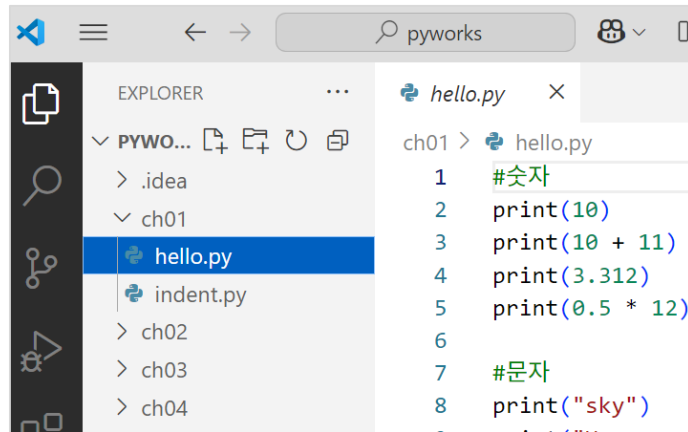 pyworks
EXPLORER
PYWO...
.idea
ch01
hello.py
indent.py
ch02
ch03
ch04
hello.py
ch01 > hello.py
1 #숫자
2 print(10)
3 print(10 + 11)
4 print(3.312)
5 print(0.5 * 12)
6
7 #문자
8 print("sky")